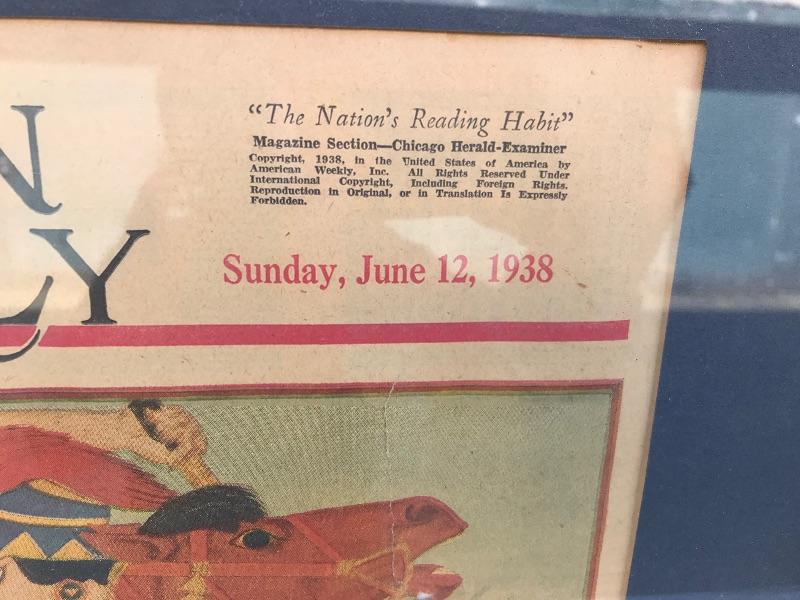 “The Nation's Reading Habit”
Magazine Section—Chicago Herald-Examiner
Copyright, 1938, in the United States of America by
American Weekly, Inc. All Rights Reserved Under
International Copyright, Including Foreign Rights.
Reproduction in Original, or in Translation Is Expressly
Forbidden.
N
LY
Sunday, June 12, 1938